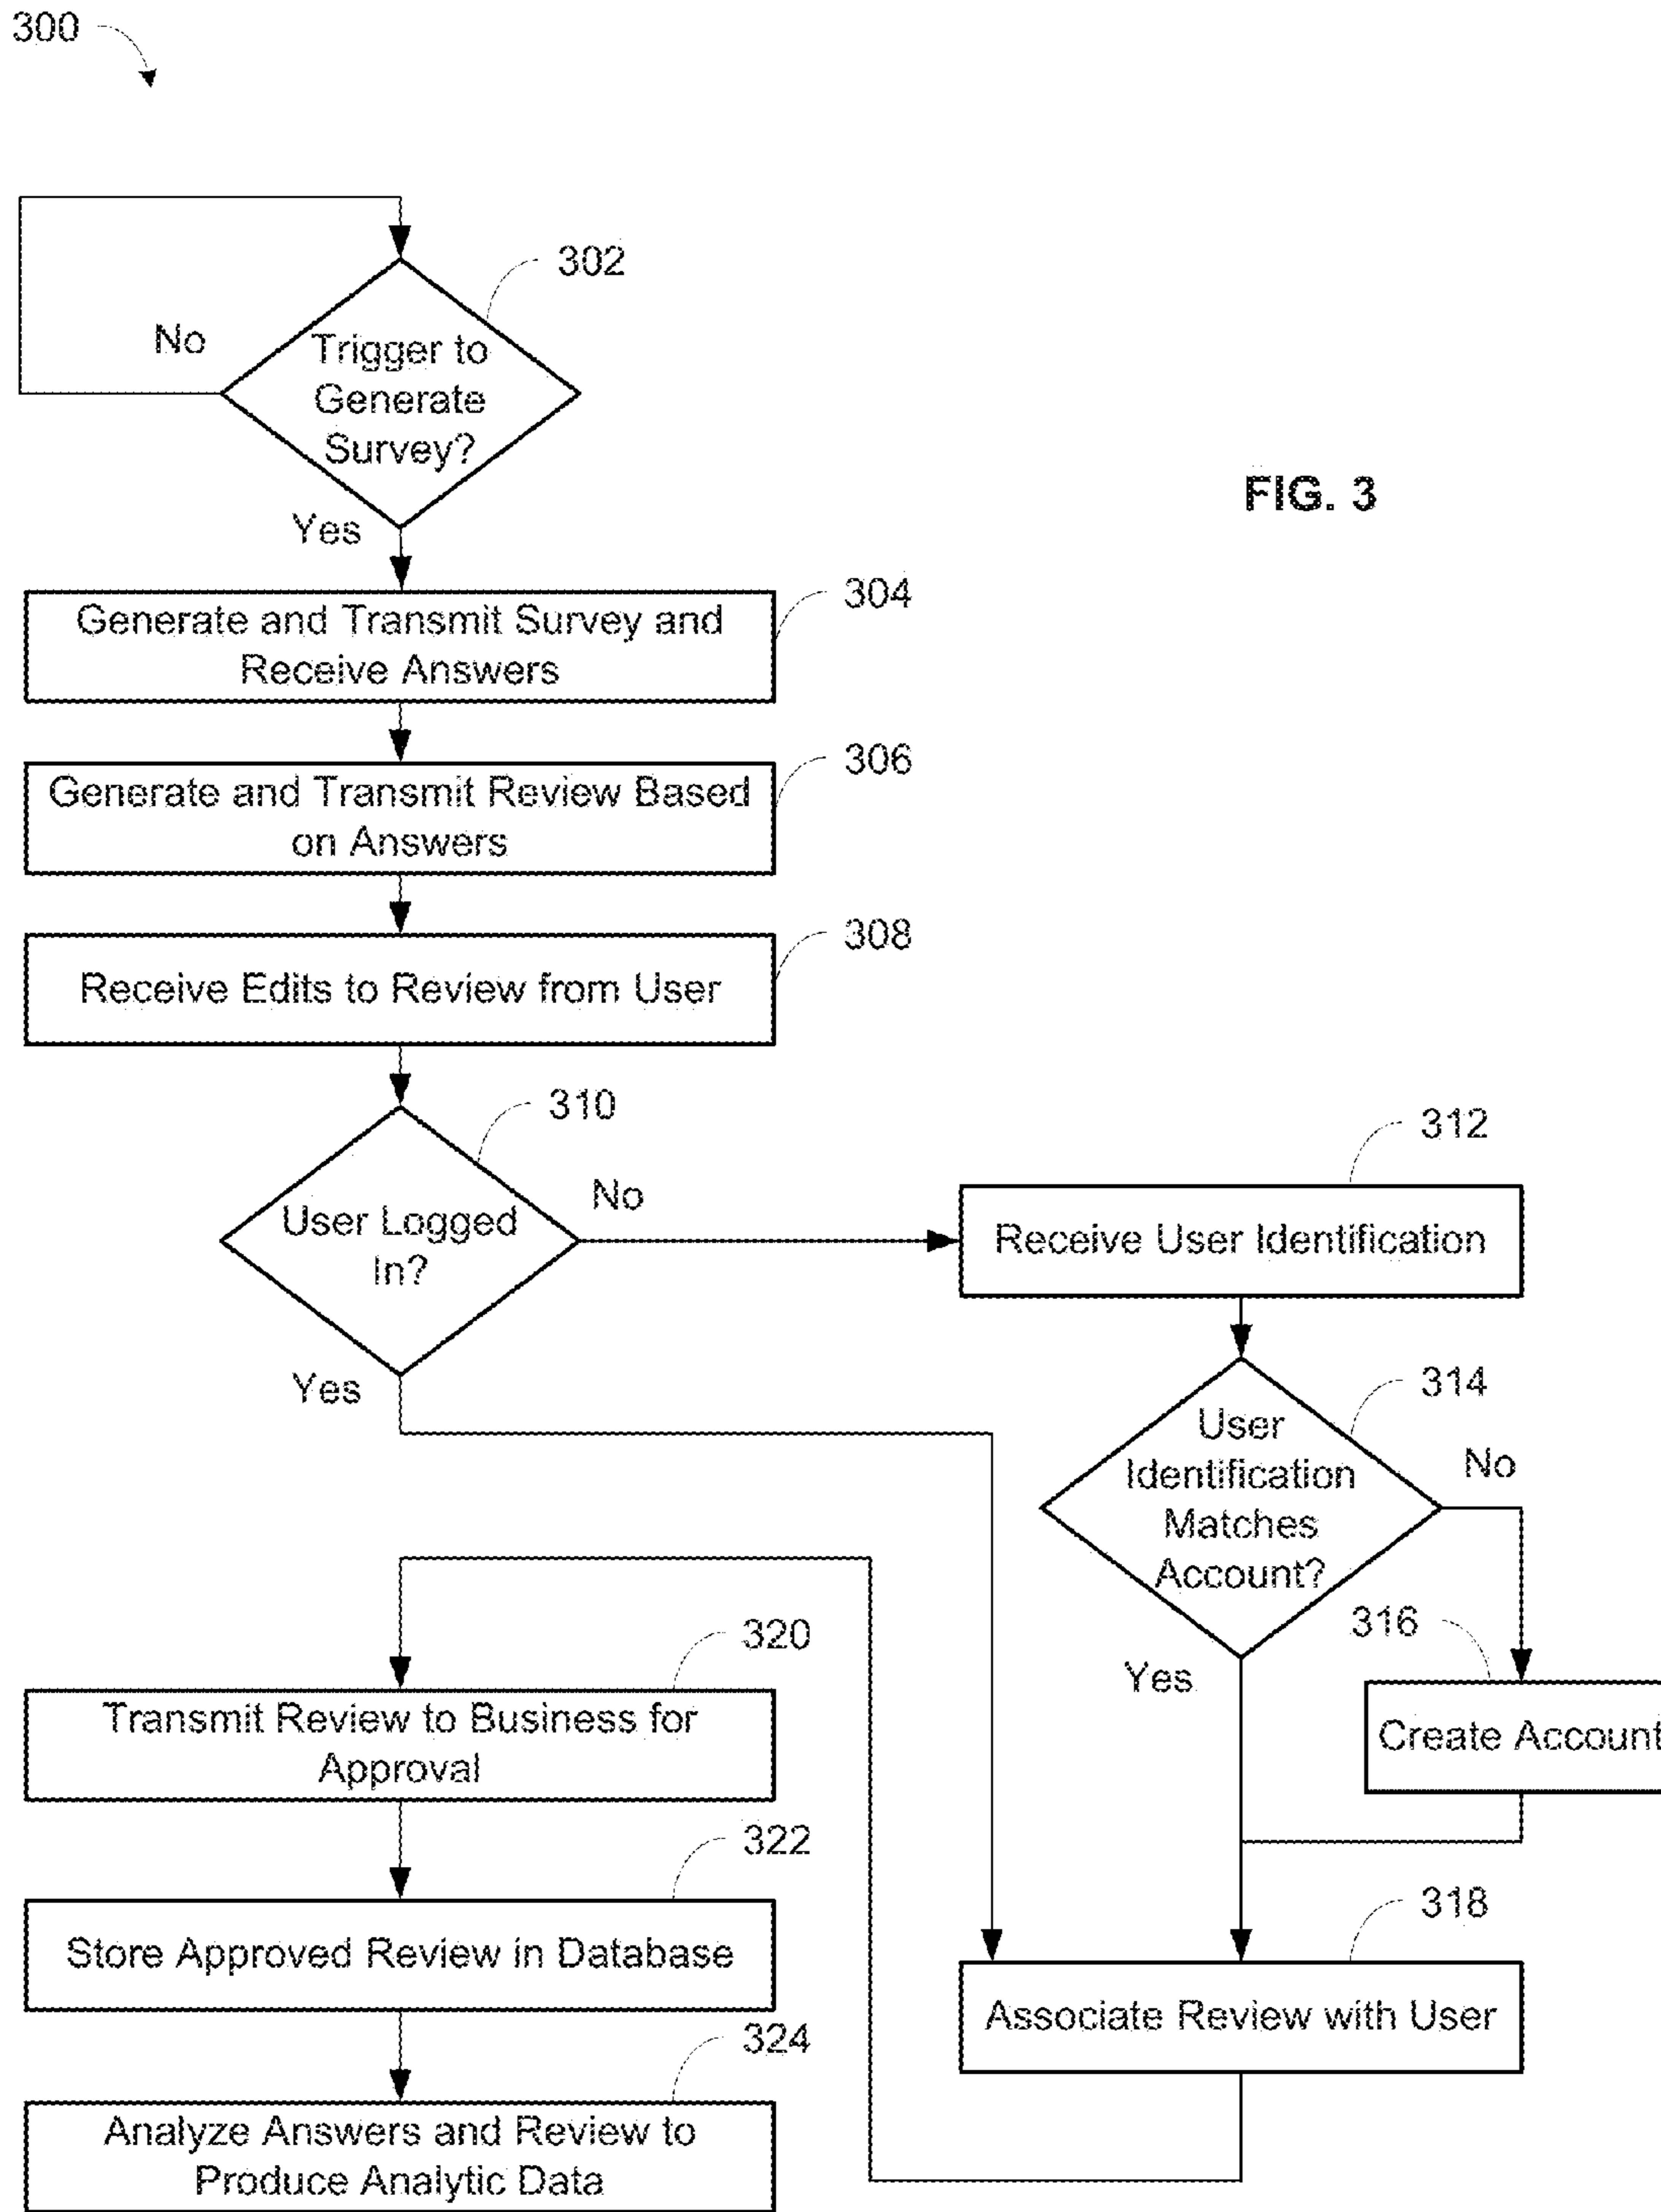 300
302
No
Trigger to
Generate
Survey?
FIG. 3
Yes
304
Generate and Transmit Survey and
Receive Answers
306
Generate and Transmit Review Based
on Answers
308
Receive Edits to Review from User
310
User Logged
In?
No
312
Receive User Identification
Yes
314
User
Identification
Matches
Account?
No
316
Yes
Create Account
320
Transmit Review to Business for
Approval
322
Store Approved Review in Database
318
Associate Review with User
324
Analyze Answers and Review to
Produce Analytic Data